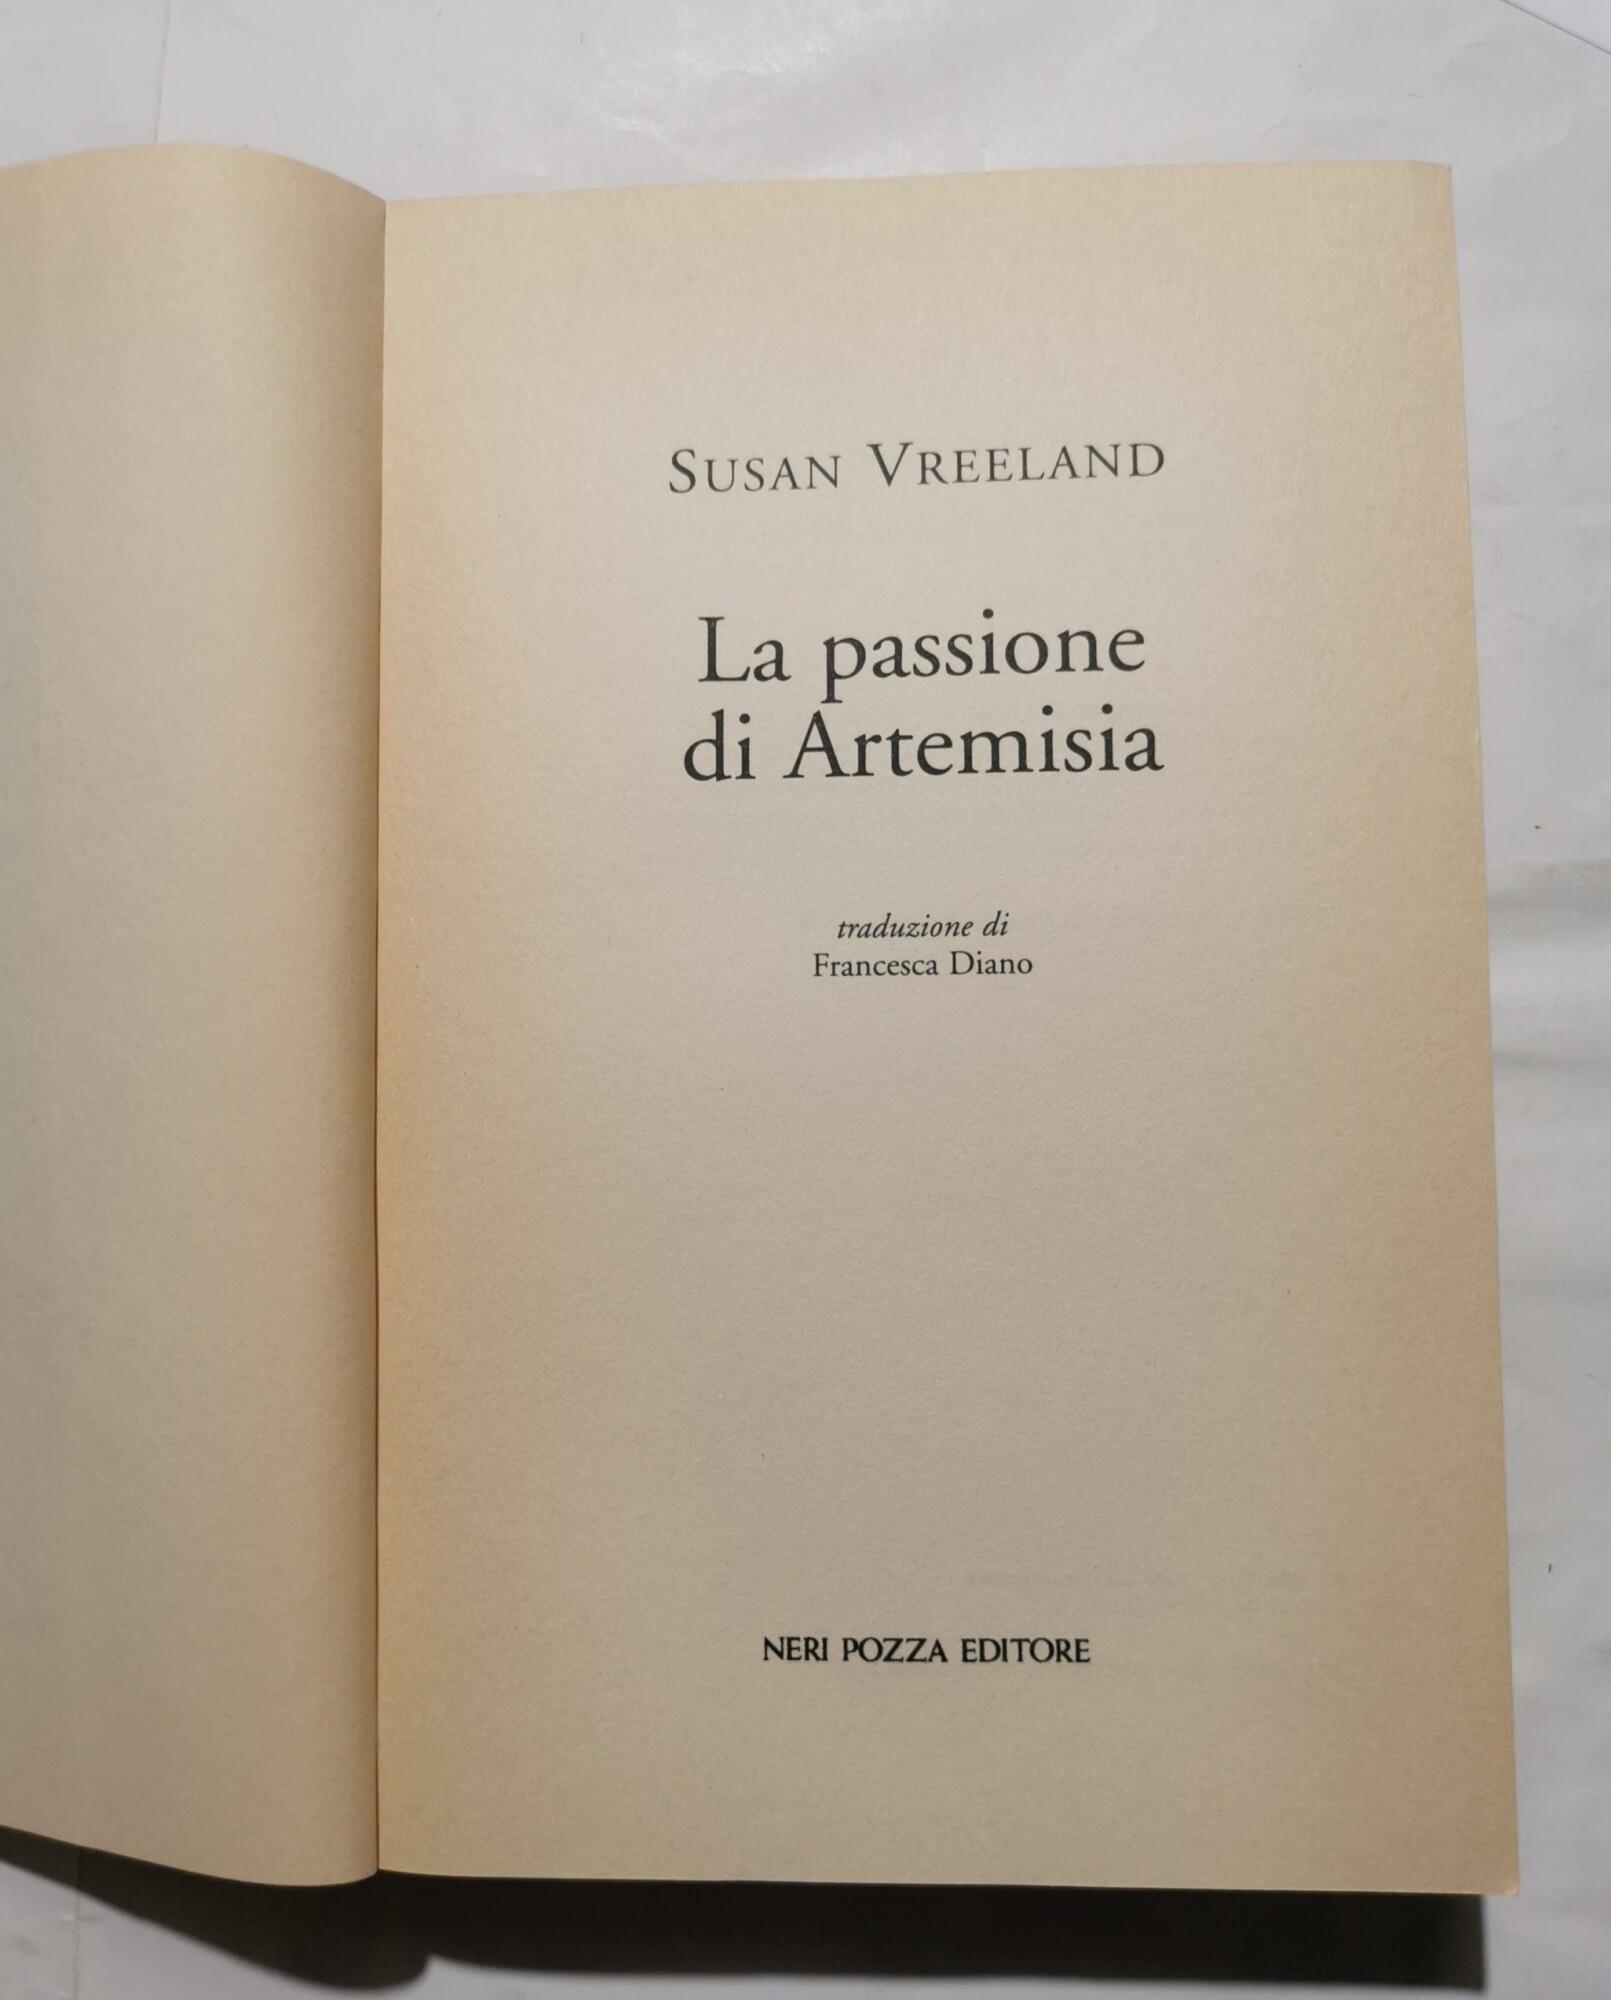 SUSAN VREELAND
La passione
di Artemisia
traduzione di
Francesca Diano
NERI POZZA EDITORE